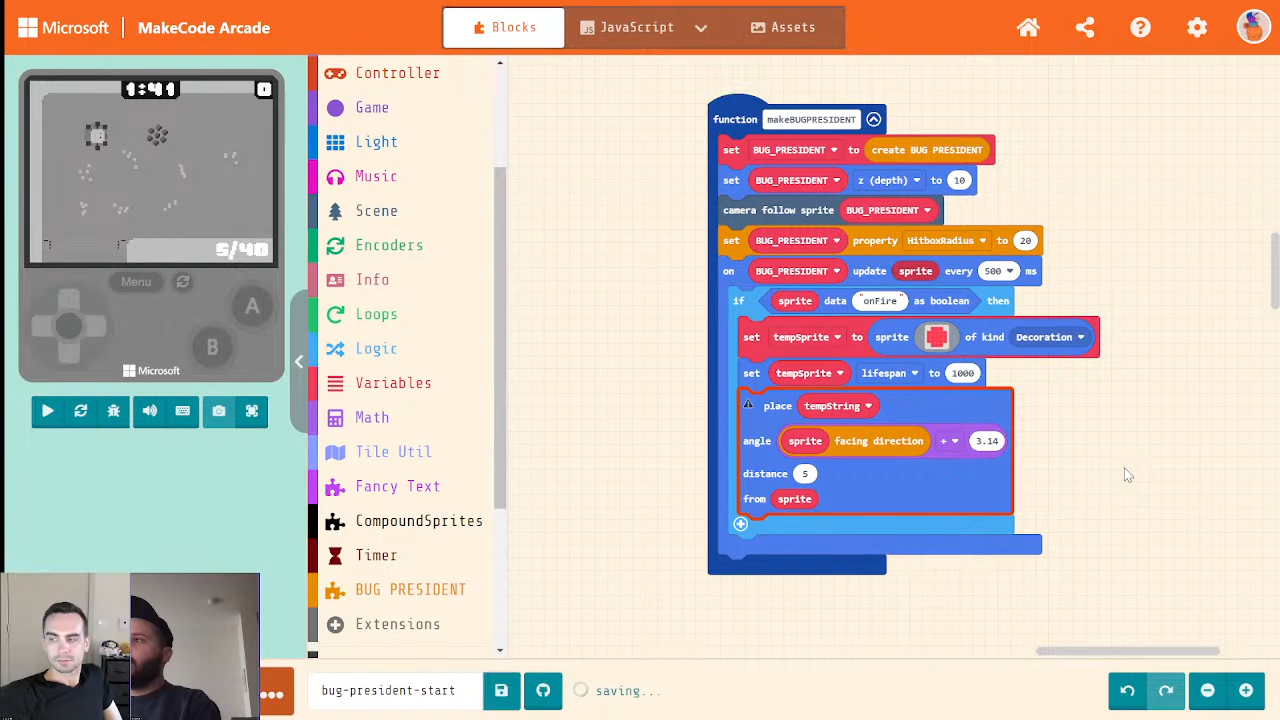 Microsoft
MakeCode Arcade
Blocks
JavaScript
Assets
1:41
5/40
Menu
A
B
Microsoft
Controller
Game
Light
Music
Scene
Encoders
Info
Loops
Logic
Variables
Math
Tile Util
Fancy Text
CompoundSprites
Timer
BUG PRESIDENT
Extensions
function makeBUGPRESIDENT
set BUG_PRESIDENT to create BUG PRESIDENT
set BUG_PRESIDENT z (depth) to 10
camera follow sprite BUG_PRESIDENT
set BUG_PRESIDENT property HitboxRadius to 20
on BUG_PRESIDENT update sprite every 500 ms
if sprite data "onFire" as boolean then
set tempSprite to sprite of kind Decoration
set tempSprite lifespan to 1000
place tempString
angle sprite facing direction + 3.14
distance 5
from sprite
bug-president-start
saving...